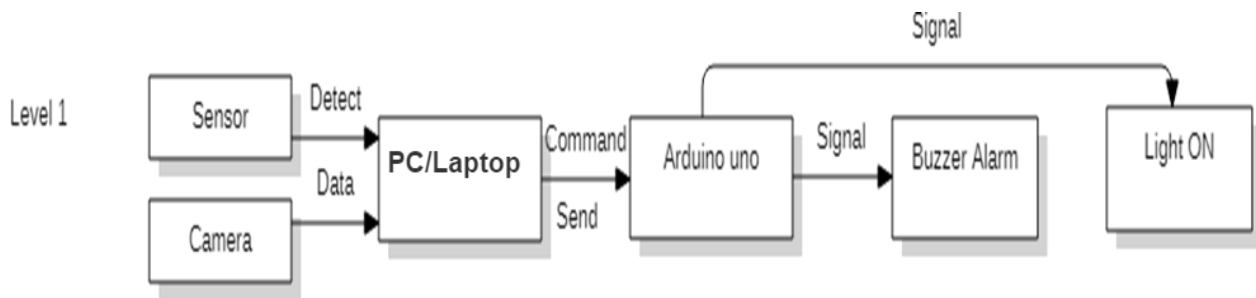 Level 1
Sensor
Detect
Camera
Data
PC/Laptop
Command
Send
Arduino uno
Signal
Buzzer Alarm
Signal
Light ON